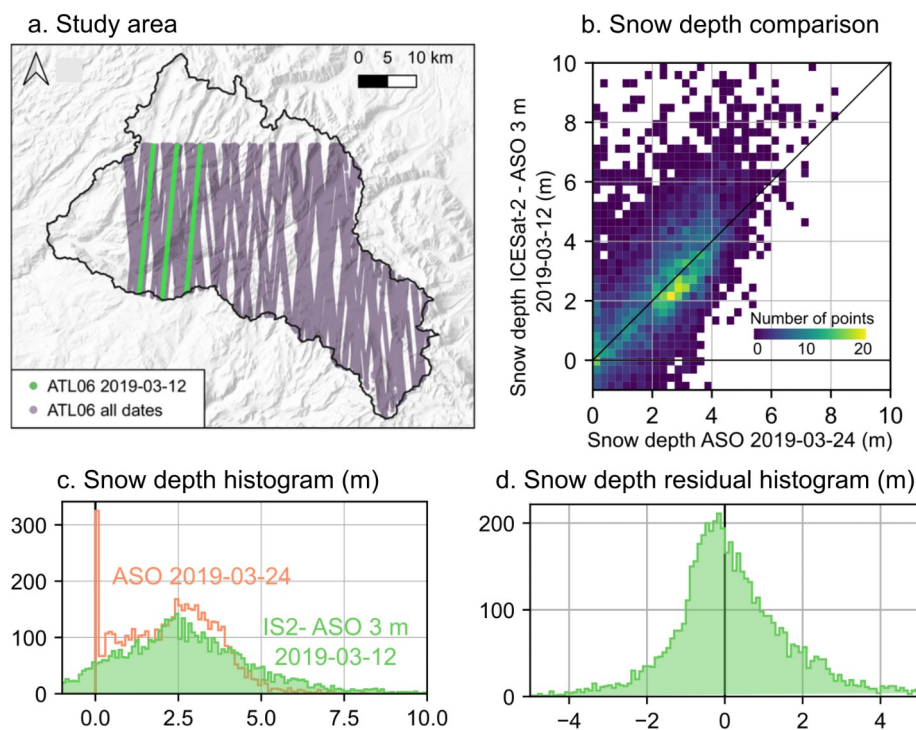 a. Study area
0 5 10 km
ATL06 2019-03-12
ATL06 all dates
b. Snow depth comparison
Snow depth ICESat-2 - ASO 3 m
2019-03-12 (m)
10
8
6
4
2
0
Number of points
0 10 20
0 2 4 6 8 10
Snow depth ASO 2019-03-24 (m)
c. Snow depth histogram (m)
300
200
100
0
ASO 2019-03-24
IS2- ASO 3 m
2019-03-12
0.0 2.5 5.0 7.5 10.0
d. Snow depth residual histogram (m)
200
100
0
−4 −2 0 2 4